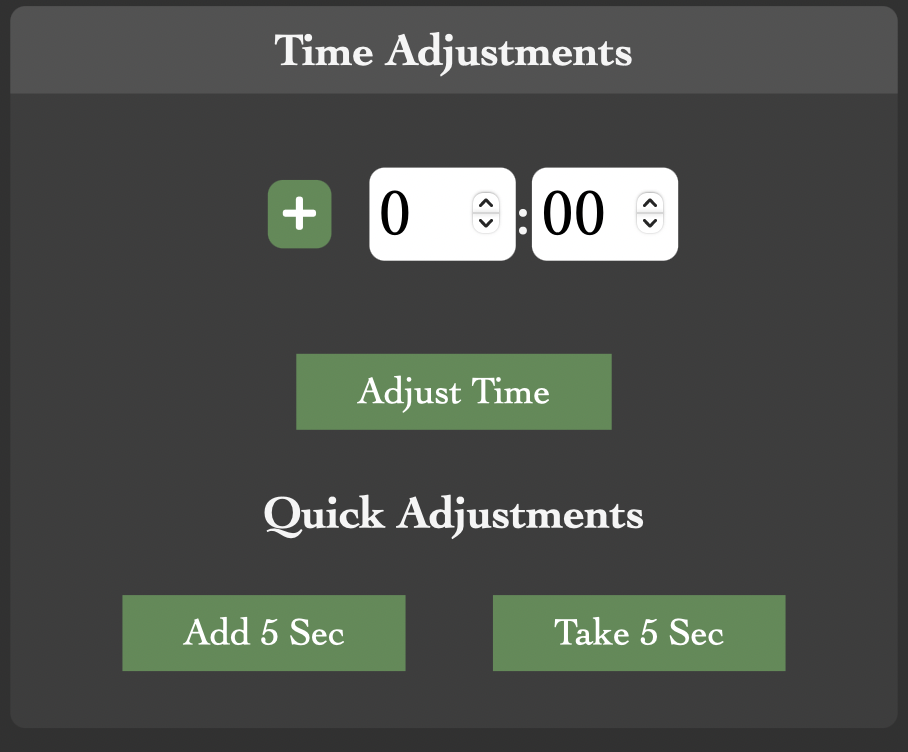 Time Adjustments
+ 0 : 00
Adjust Time
Quick Adjustments
Add 5 Sec Take 5 Sec